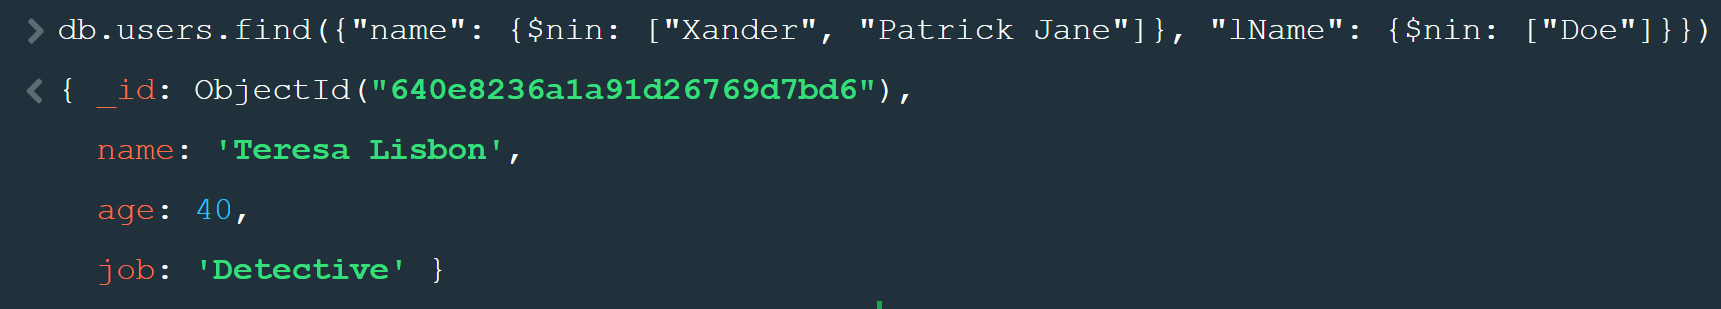 > db.users.find({"name": {$nin: ["Xander", "Patrick Jane"]}, "lName": {$nin: ["Doe"]}})
< { _id: ObjectId("640e8236a1a91d26769d7bd6"),
name: 'Teresa Lisbon',
age: 40,
job: 'Detective' }